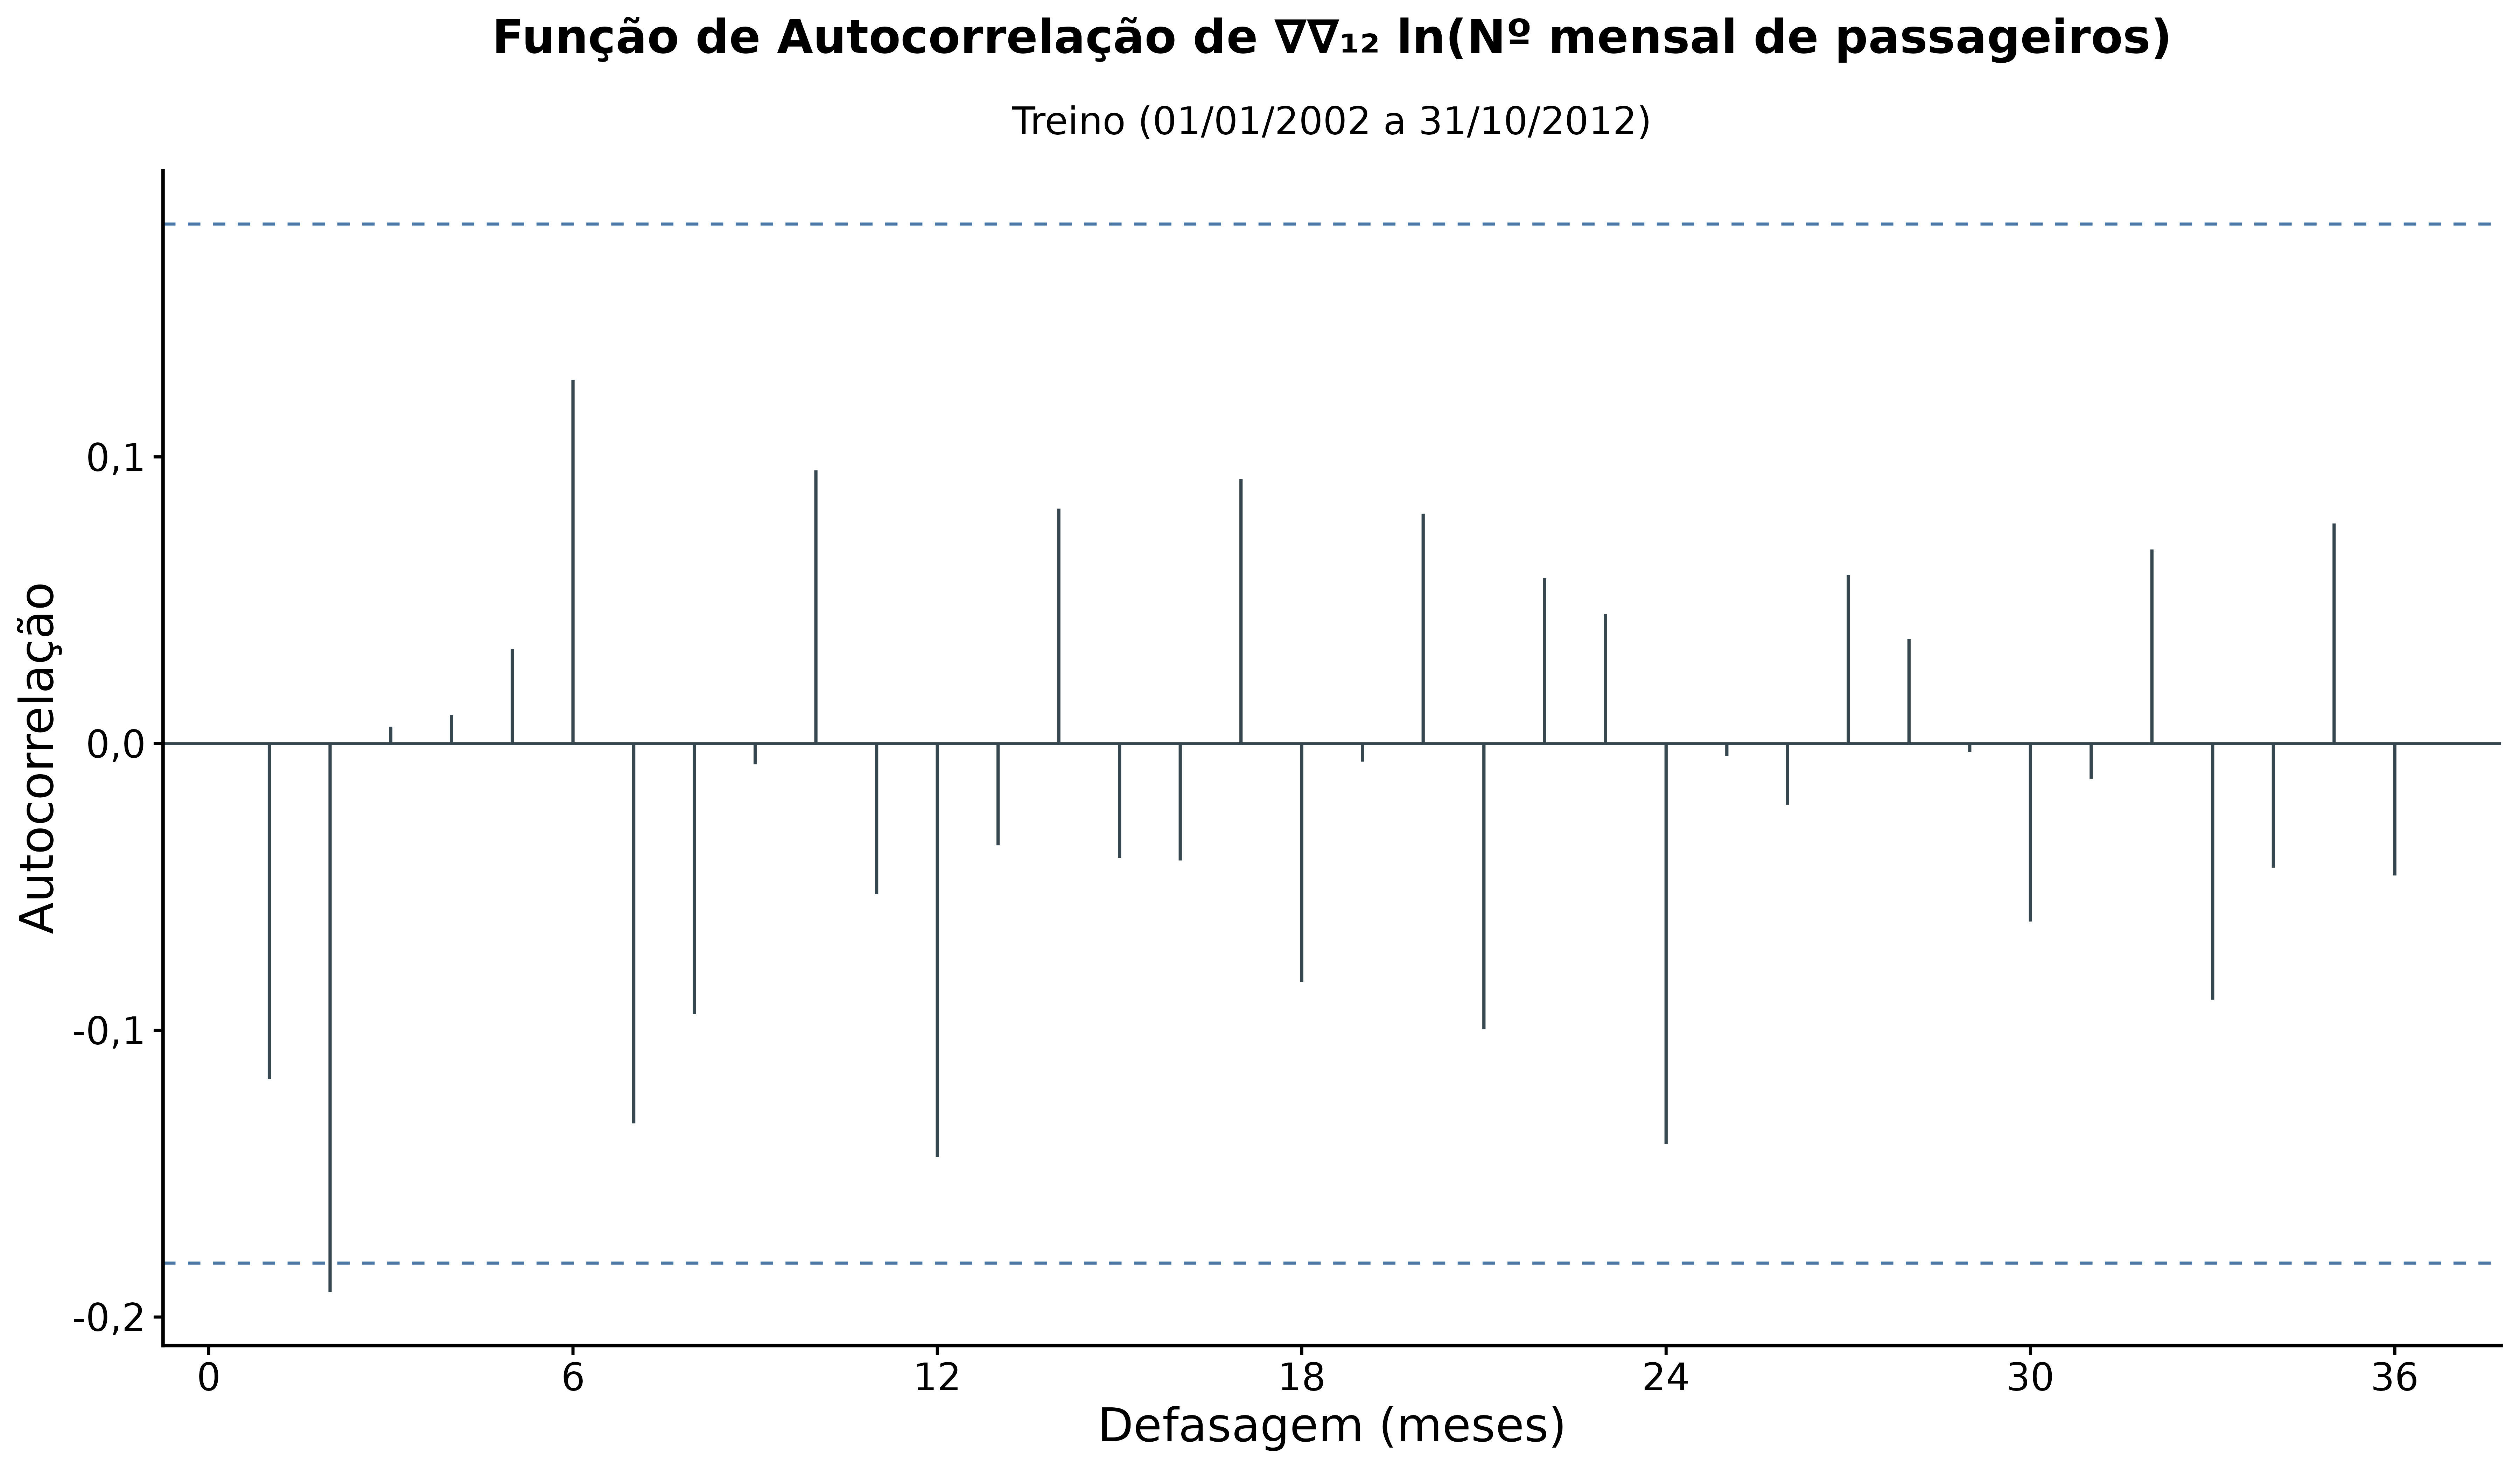 Função de Autocorrelação de ∇∇₁₂ ln(Nº mensal de passageiros)
Treino (01/01/2002 a 31/10/2012)
Autocorrelação
0,1
0,0
-0,1
-0,2
0 6 12 18 24 30 36
Defasagem (meses)